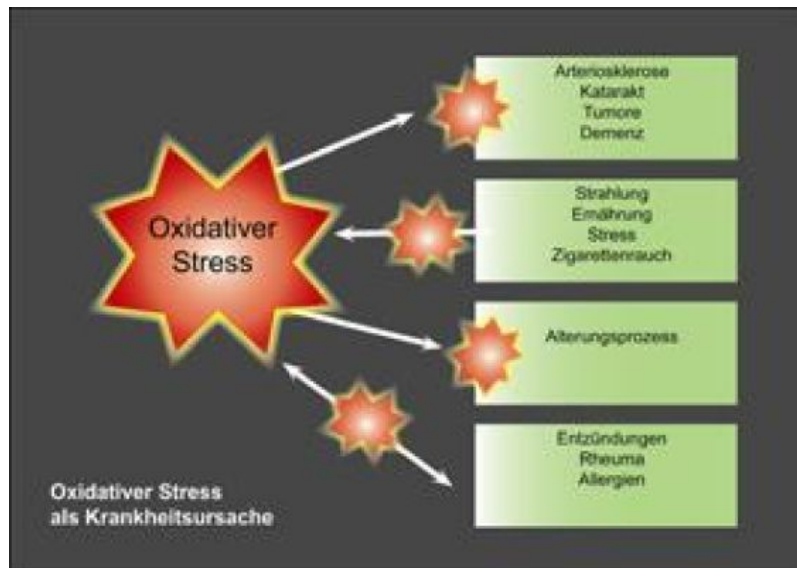 Arteriosklerose
Katarakt
Tumore
Demenz
Oxidativer
Stress
Strahlung
Ernährung
Stress
Zigarettenrauch
Alterungsprozess
Entzündungen
Rheuma
Allergien
Oxidativer Stress
als Krankheitsursache